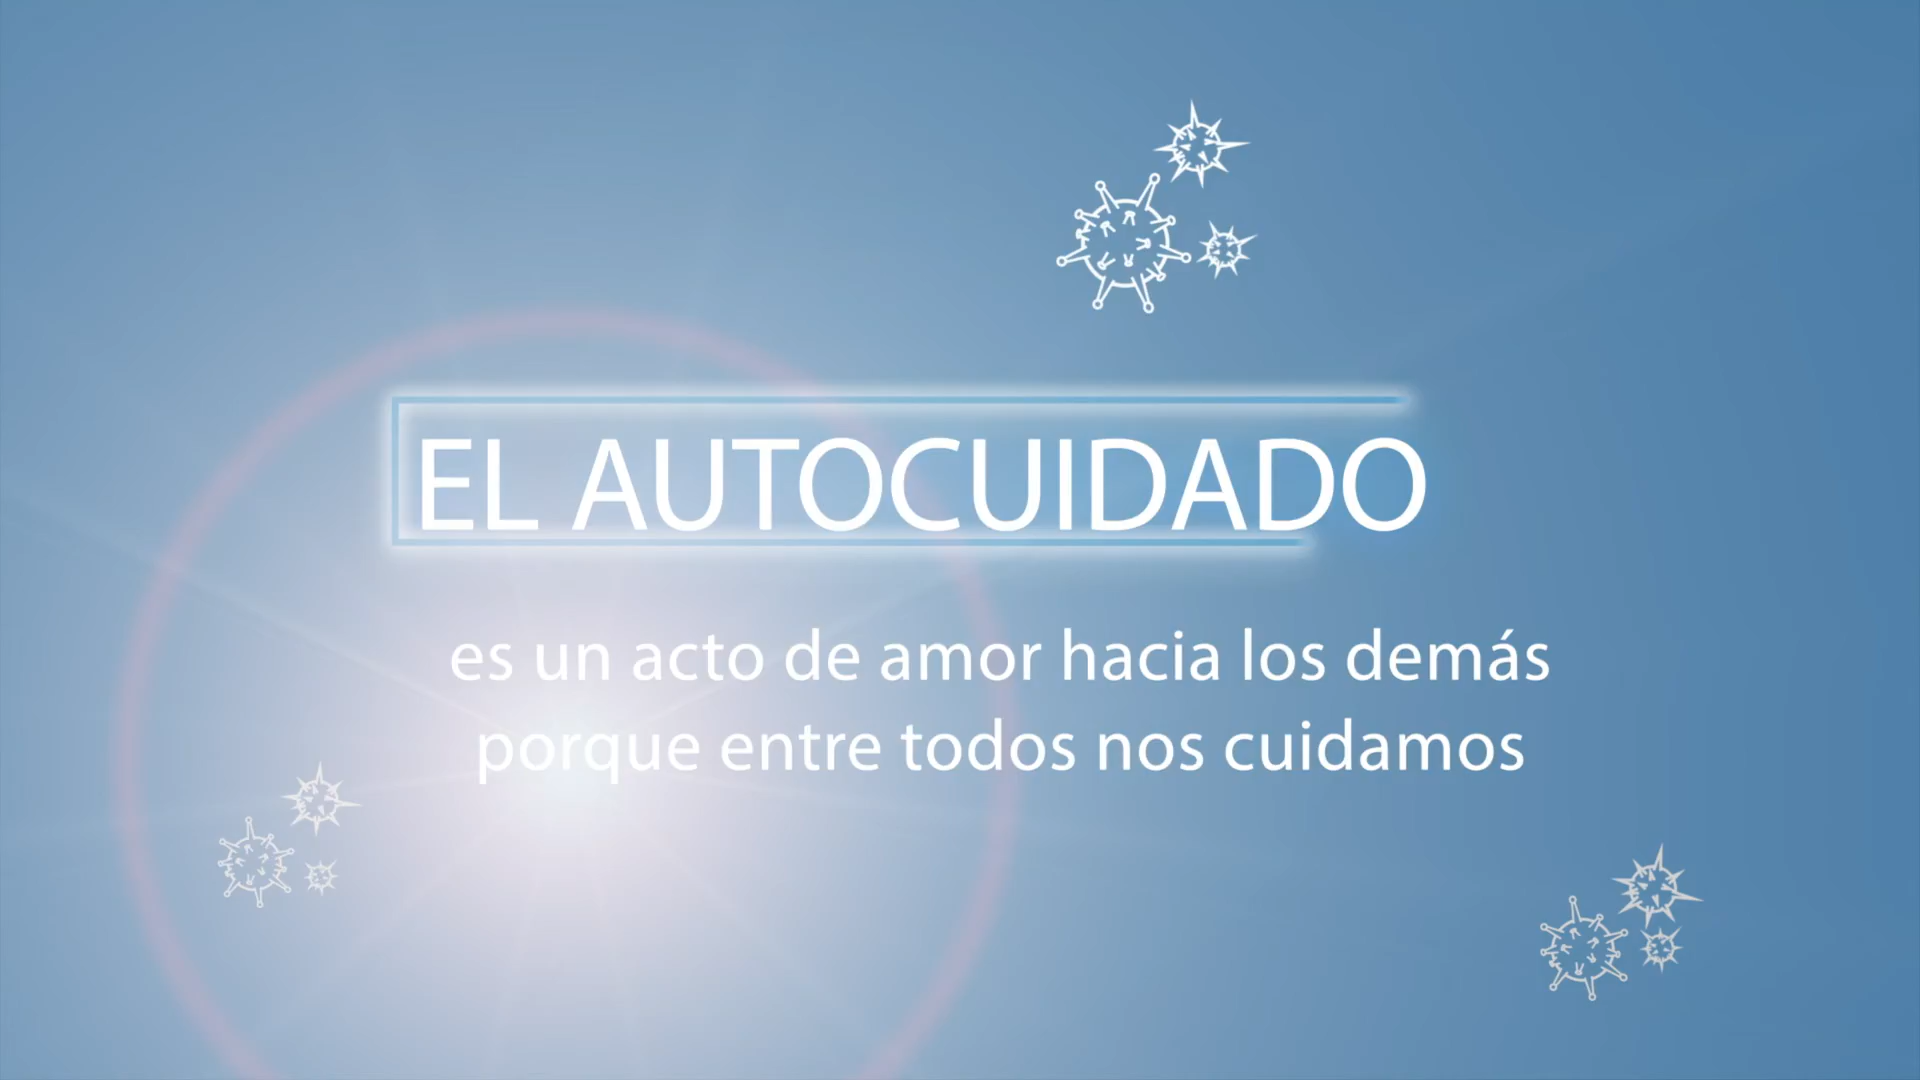 EL AUTOCUIDADO
es un acto de amor hacia los demás
porque entre todos nos cuidamos